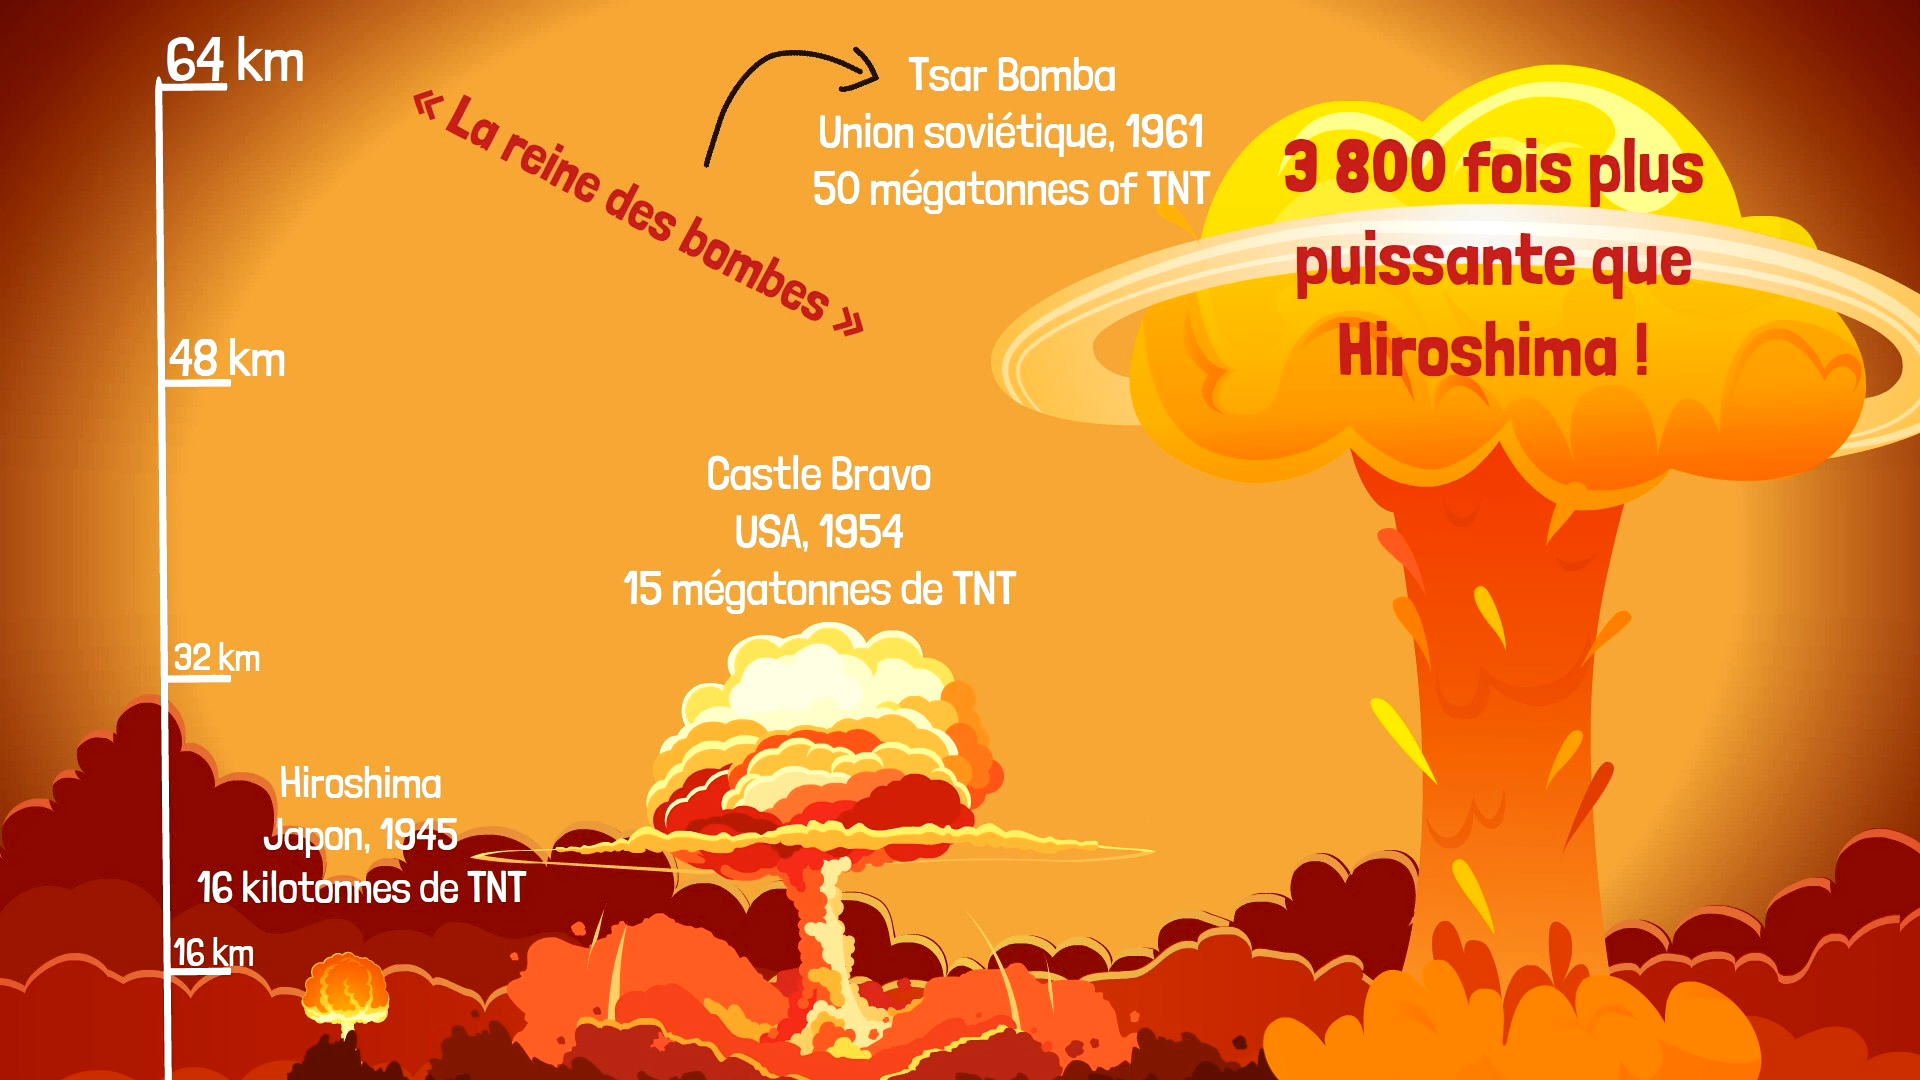 64 km
« La reine des bombes »
Tsar Bomba
Union soviétique, 1961
50 mégatonnes of TNT
3 800 fois plus
puissante que
Hiroshima !
48 km
Castle Bravo
USA, 1954
15 mégatonnes de TNT
32 km
Hiroshima
Japon, 1945
16 kilotonnes de TNT
16 km